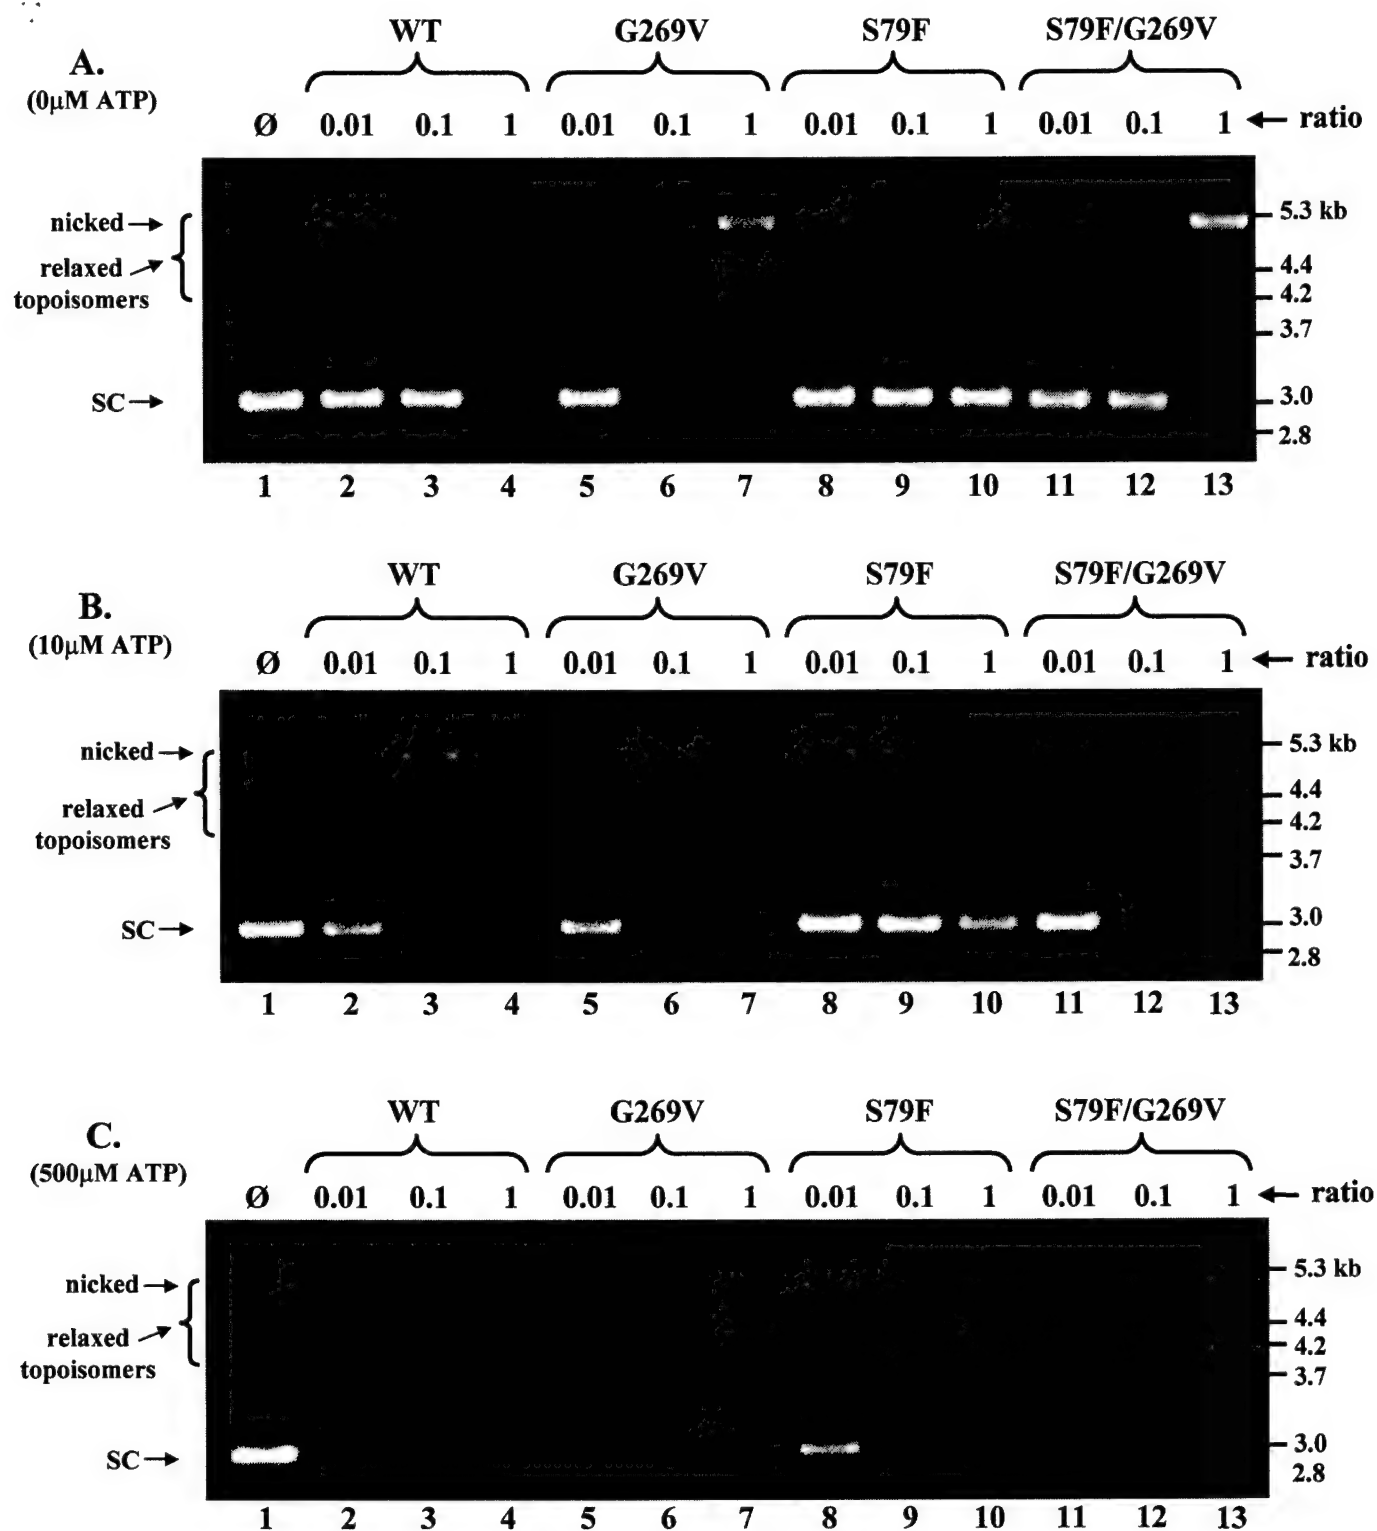 WT G269V S79F S79F/G269V
A.
(0µM ATP)
Ø 0.01 0.1 1 0.01 0.1 1 0.01 0.1 1 0.01 0.1 1 ← ratio
nicked →
relaxed
topoisomers
SC →
5.3 kb
4.4
4.2
3.7
3.0
2.8
1 2 3 4 5 6 7 8 9 10 11 12 13
WT G269V S79F S79F/G269V
B.
(10µM ATP)
Ø 0.01 0.1 1 0.01 0.1 1 0.01 0.1 1 0.01 0.1 1 ← ratio
nicked →
relaxed
topoisomers
SC →
5.3 kb
4.4
4.2
3.7
3.0
2.8
1 2 3 4 5 6 7 8 9 10 11 12 13
WT G269V S79F S79F/G269V
C.
(500µM ATP)
Ø 0.01 0.1 1 0.01 0.1 1 0.01 0.1 1 0.01 0.1 1 ← ratio
nicked →
relaxed
topoisomers
SC →
5.3 kb
4.4
4.2
3.7
3.0
2.8
1 2 3 4 5 6 7 8 9 10 11 12 13